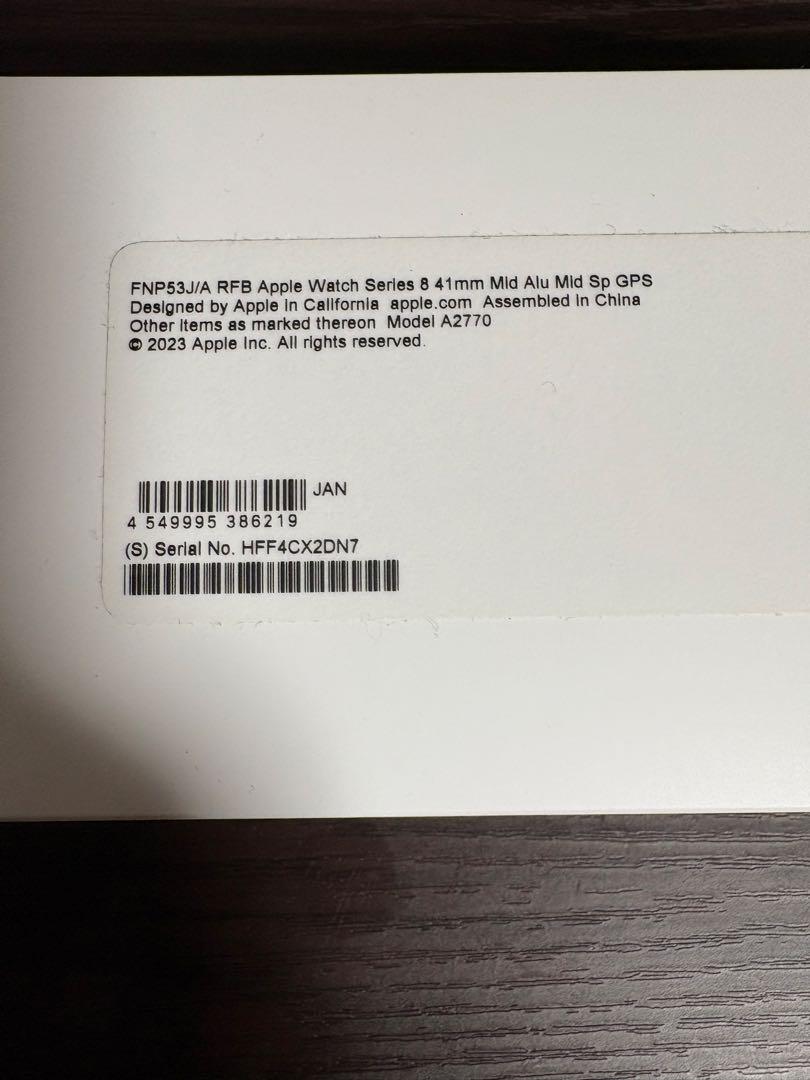 FNP53J/A RFB Apple Watch Series 8 41mm Mid Alu Mid Sp GPS
Designed by Apple in California apple.com Assembled in China
Other items as marked thereon Model A2770
© 2023 Apple Inc. All rights reserved.
JAN
4 549995 386219
(S) Serial No. HFF4CX2DN7